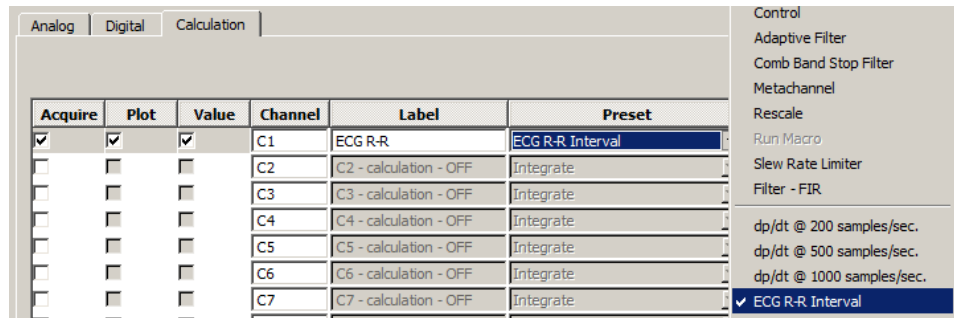 Analog Digital Calculation
Acquire Plot Value Channel Label Preset
C1 ECG R-R ECG R-R Interval
C2 C2 - calculation - OFF Integrate
C3 C3 - calculation - OFF Integrate
C4 C4 - calculation - OFF Integrate
C5 C5 - calculation - OFF Integrate
C6 C6 - calculation - OFF Integrate
C7 C7 - calculation - OFF Integrate
Control
Adaptive Filter
Comb Band Stop Filter
Metachannel
Rescale
Run Macro
Slew Rate Limiter
Filter - FIR
dp/dt @ 200 samples/sec.
dp/dt @ 500 samples/sec.
dp/dt @ 1000 samples/sec.
ECG R-R Interval